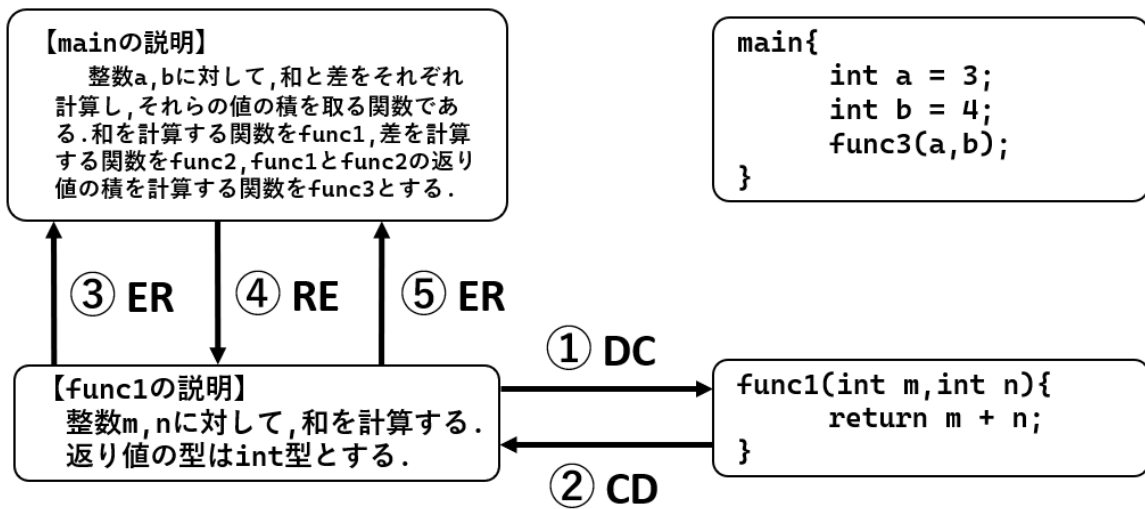 【mainの説明】
整数a,bに対して,和と差をそれぞれ
計算し,それらの値の積を取る関数であ
る.和を計算する関数をfunc1,差を計算
する関数をfunc2,func1とfunc2の返り
値の積を計算する関数をfunc3とする.
main{
int a = 3;
int b = 4;
func3(a,b);
}
③ ER
④ RE
⑤ ER
① DC
② CD
【func1の説明】
整数m,nに対して,和を計算する.
返り値の型はint型とする.
func1(int m,int n){
return m + n;
}